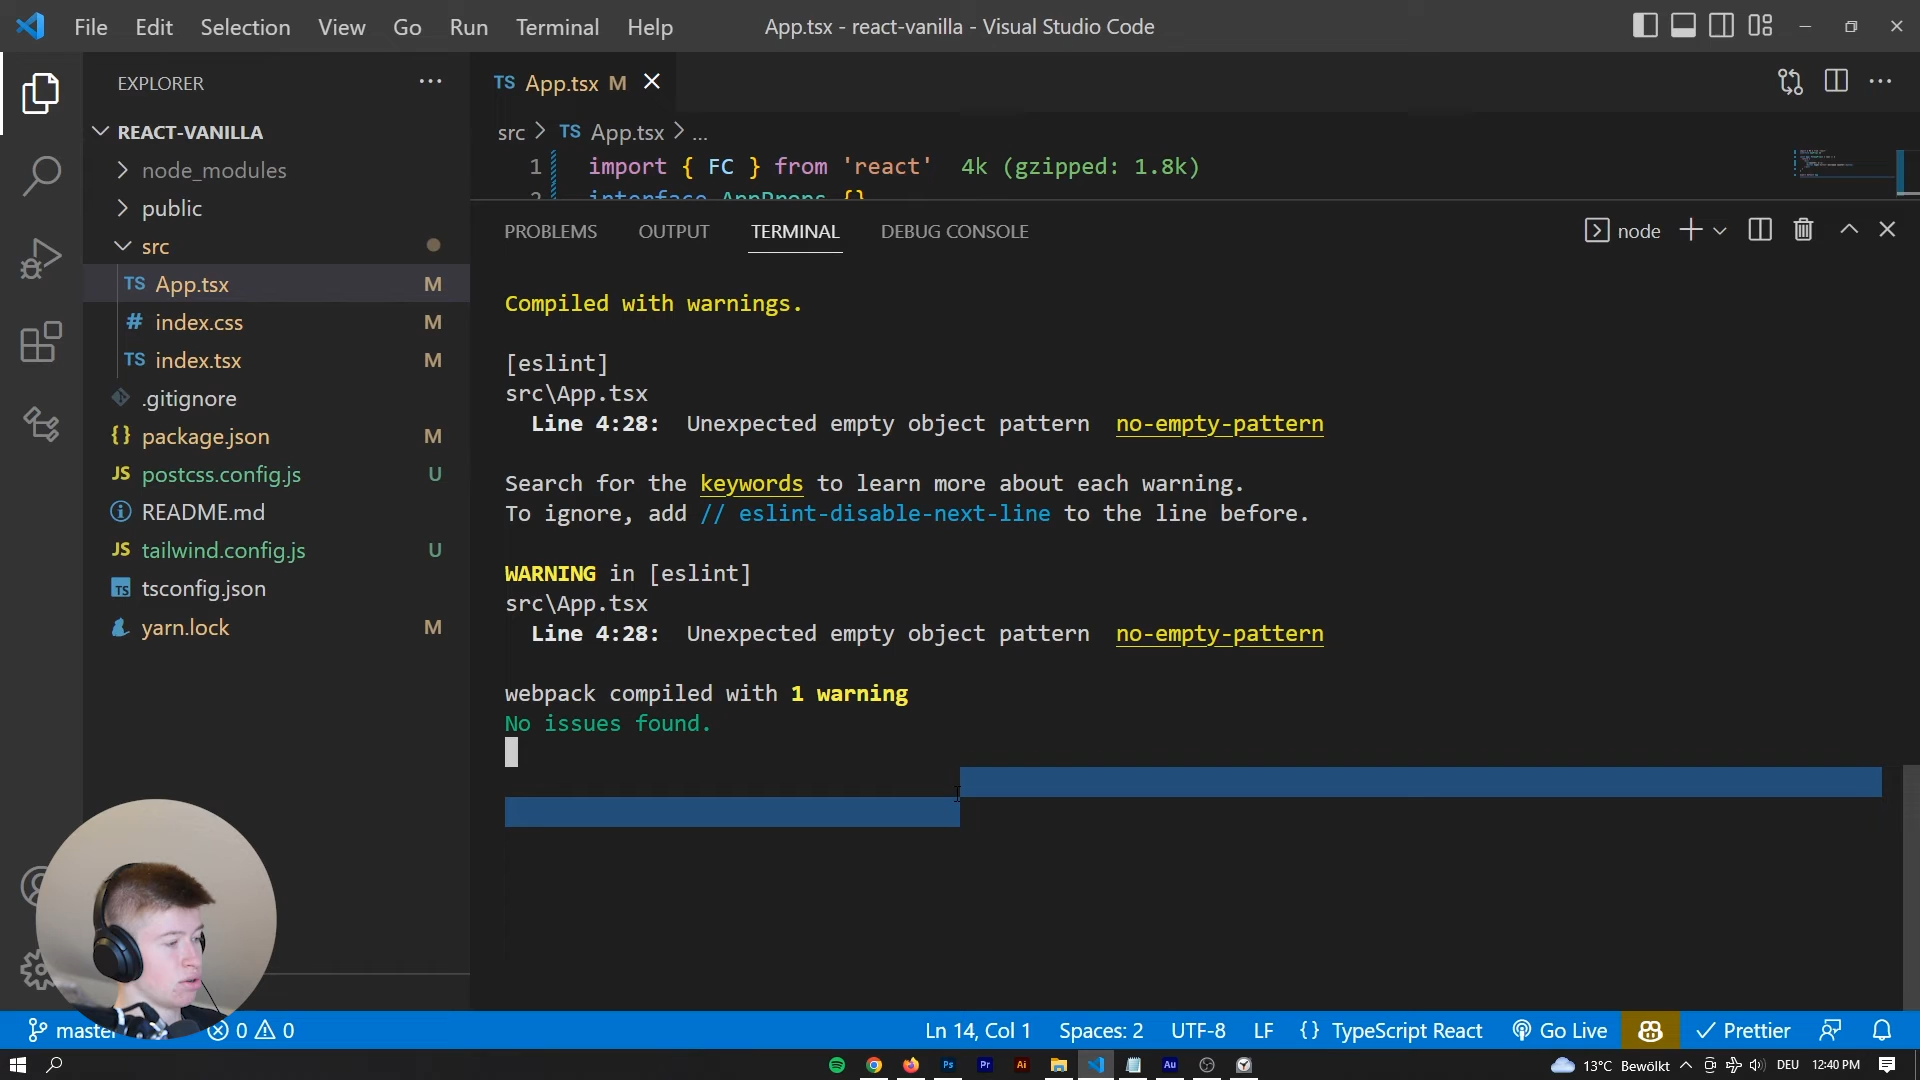 File Edit Selection View Go Run Terminal Help
App.tsx - react-vanilla - Visual Studio Code
EXPLORER
REACT-VANILLA
node_modules
public
src
TS App.tsx M
# index.css M
TS index.tsx M
.gitignore
{} package.json M
JS postcss.config.js U
README.md
JS tailwind.config.js U
TS tsconfig.json
yarn.lock M
TS App.tsx M
src > TS App.tsx > ...
1 import { FC } from 'react' 4k (gzipped: 1.8k)
2 interface AppProps {}
PROBLEMS OUTPUT TERMINAL DEBUG CONSOLE
node
Compiled with warnings.
[eslint]
src\App.tsx
Line 4:28: Unexpected empty object pattern no-empty-pattern
Search for the keywords to learn more about each warning.
To ignore, add // eslint-disable-next-line to the line before.
WARNING in [eslint]
src\App.tsx
Line 4:28: Unexpected empty object pattern no-empty-pattern
webpack compiled with 1 warning
No issues found.
master 0 0
Ln 14, Col 1 Spaces: 2 UTF-8 LF {} TypeScript React Go Live Prettier
Ps Pr Ai Au
13°C Bewölkt DEU 12:40 PM